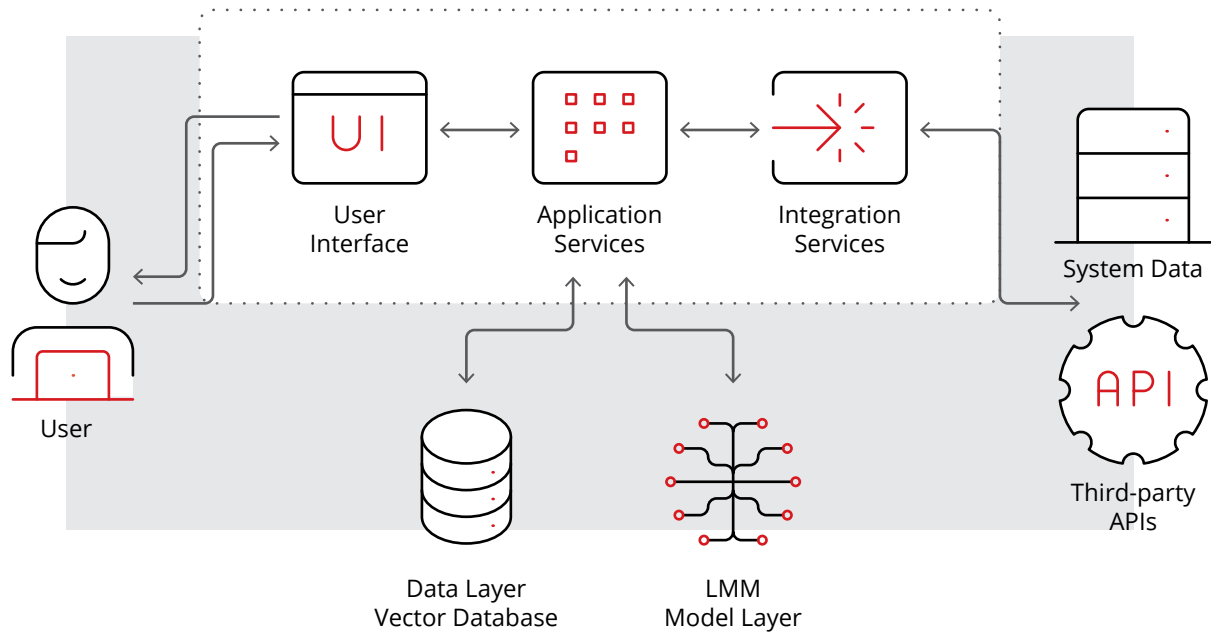 UI
User
Interface
Application
Services
Integration
Services
System Data
User
API
Third-party
APIs
Data Layer
Vector Database
LMM
Model Layer